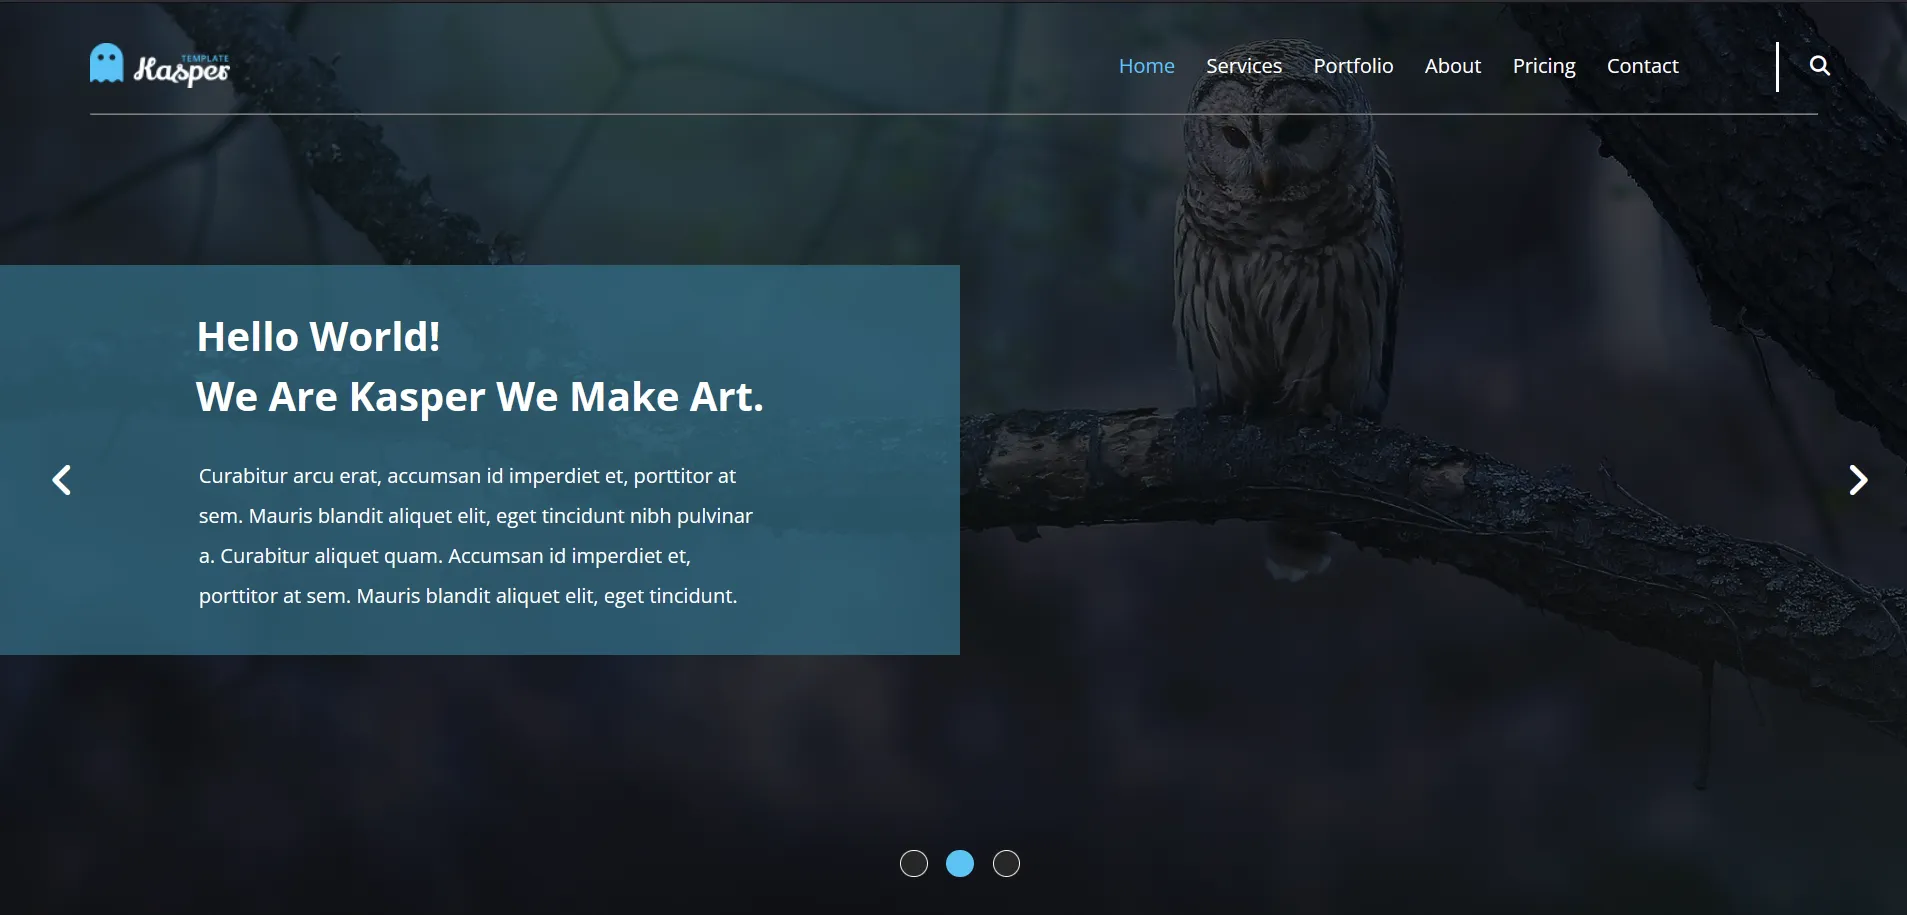 TEMPLATE
Kasper
Home Services Portfolio About Pricing Contact
Hello World!
We Are Kasper We Make Art.
Curabitur arcu erat, accumsan id imperdiet et, porttitor at
sem. Mauris blandit aliquet elit, eget tincidunt nibh pulvinar
a. Curabitur aliquet quam. Accumsan id imperdiet et,
porttitor at sem. Mauris blandit aliquet elit, eget tincidunt.